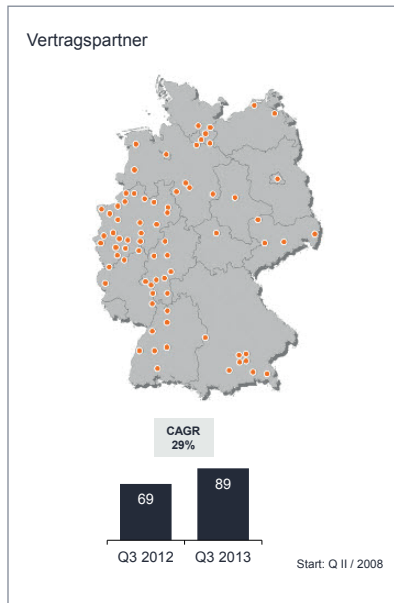 Vertragspartner
CAGR
29%
69
89
Q3 2012
Q3 2013
Start: Q II / 2008